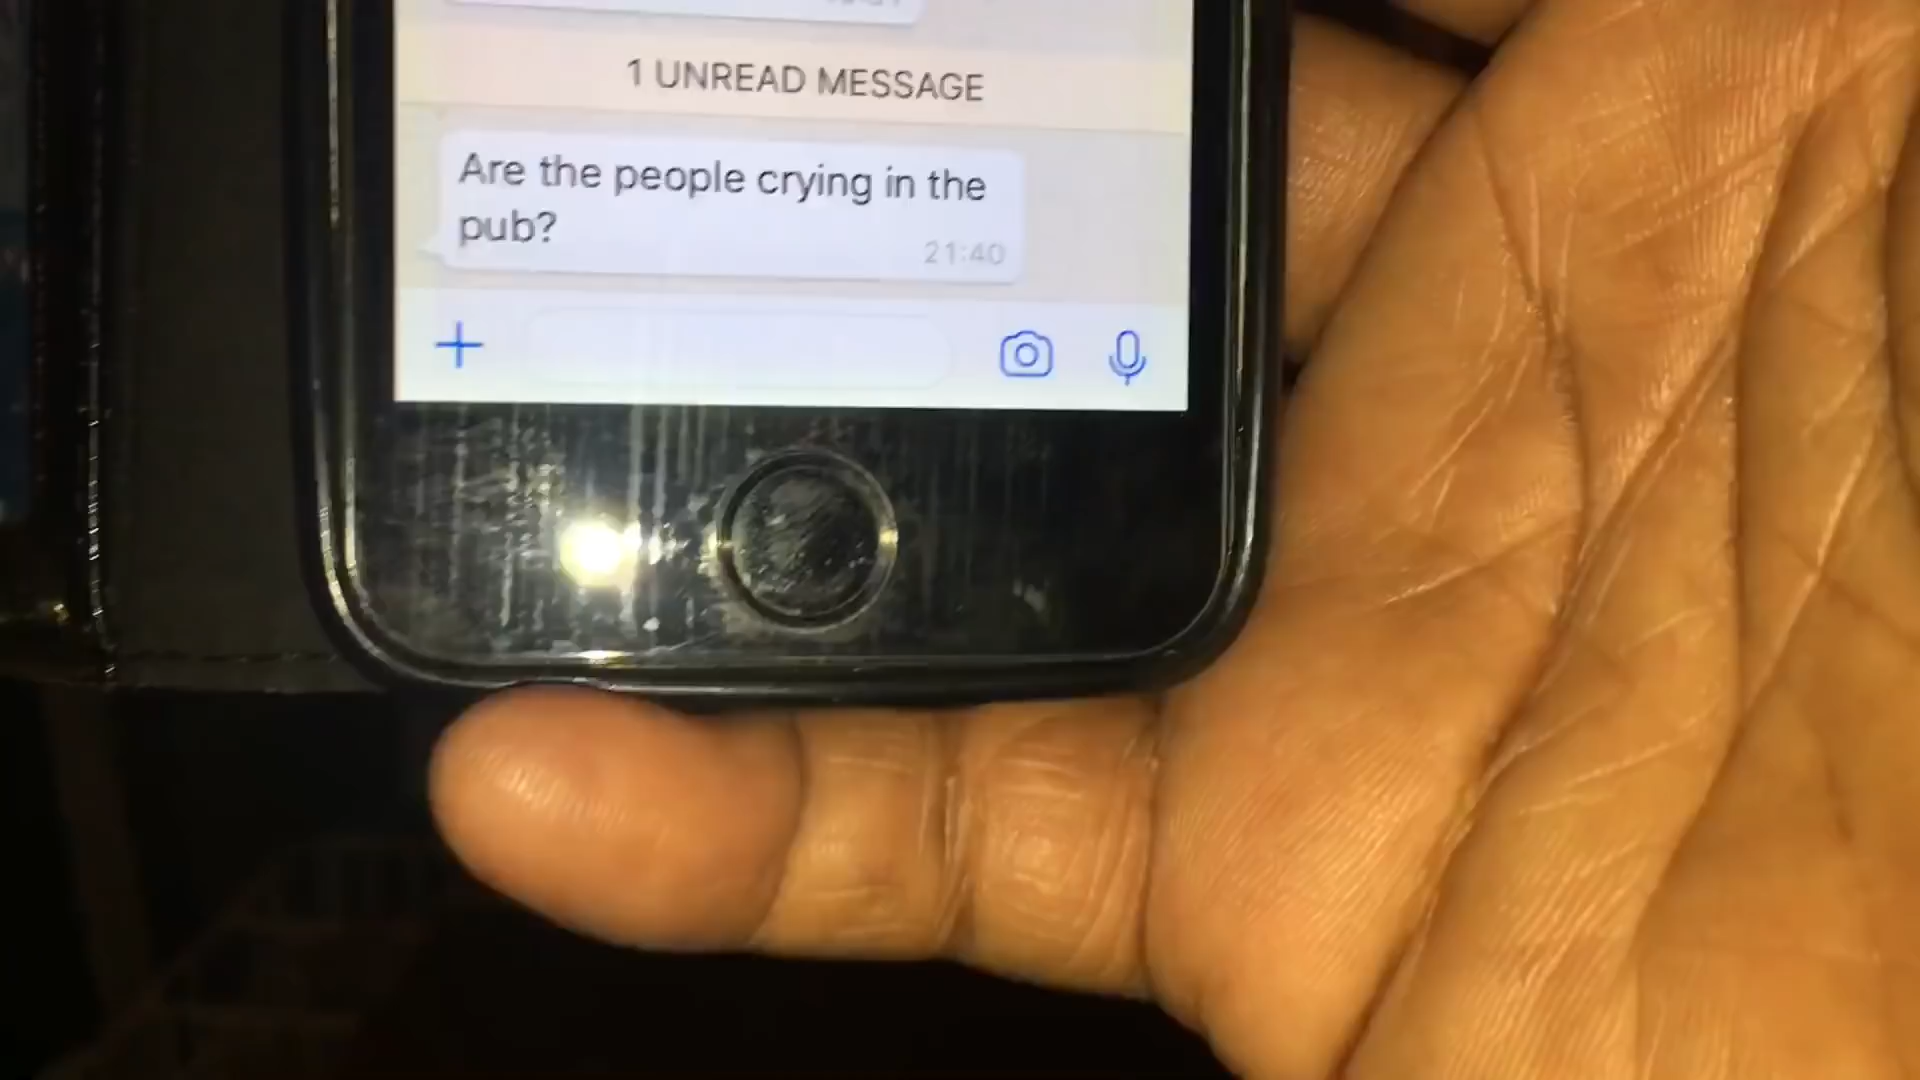 1 UNREAD MESSAGE
Are the people crying in the
pub?
21:40